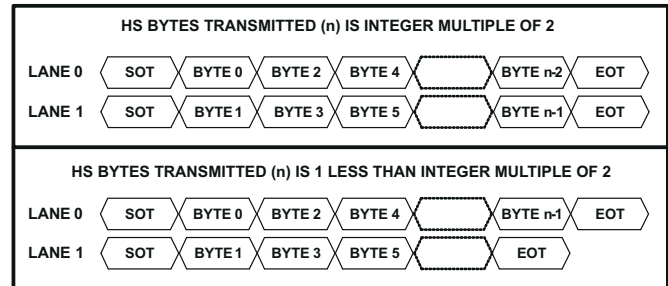 HS BYTES TRANSMITTED (n) IS INTEGER MULTIPLE OF 2
LANE 0 SOT BYTE 0 BYTE 2 BYTE 4 BYTE n-2 EOT
LANE 1 SOT BYTE 1 BYTE 3 BYTE 5 BYTE n-1 EOT
HS BYTES TRANSMITTED (n) IS 1 LESS THAN INTEGER MULTIPLE OF 2
LANE 0 SOT BYTE 0 BYTE 2 BYTE 4 BYTE n-1 EOT
LANE 1 SOT BYTE 1 BYTE 3 BYTE 5 EOT